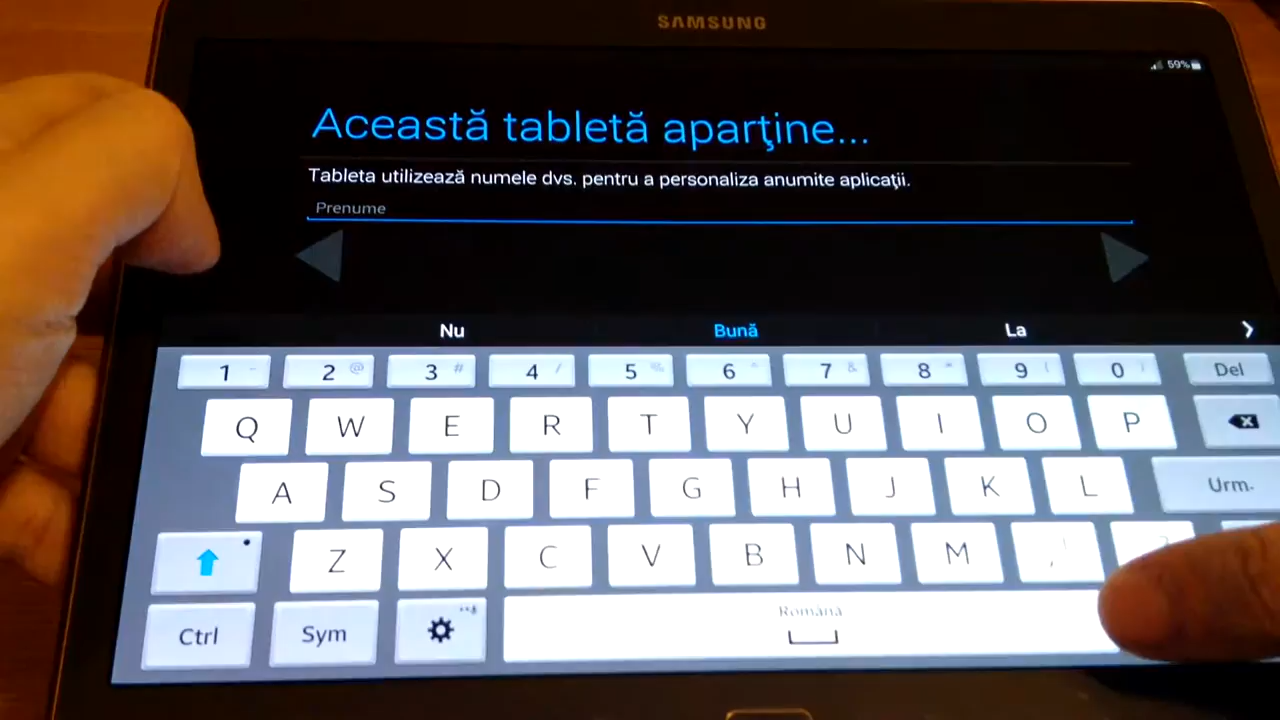 SAMSUNG
59%
Această tabletă aparţine...
Tableta utilizează numele dvs. pentru a personaliza anumite aplicaţii.
Prenume
Nu Bună La
1 2 @ 3 # 4 / 5 % 6 ^ 7 & 8 * 9 ( 0 ) Del
Q W E R T Y U I O P
A S D F G H J K L Urm.
Z X C V B N M , ! ?
Ctrl Sym Română